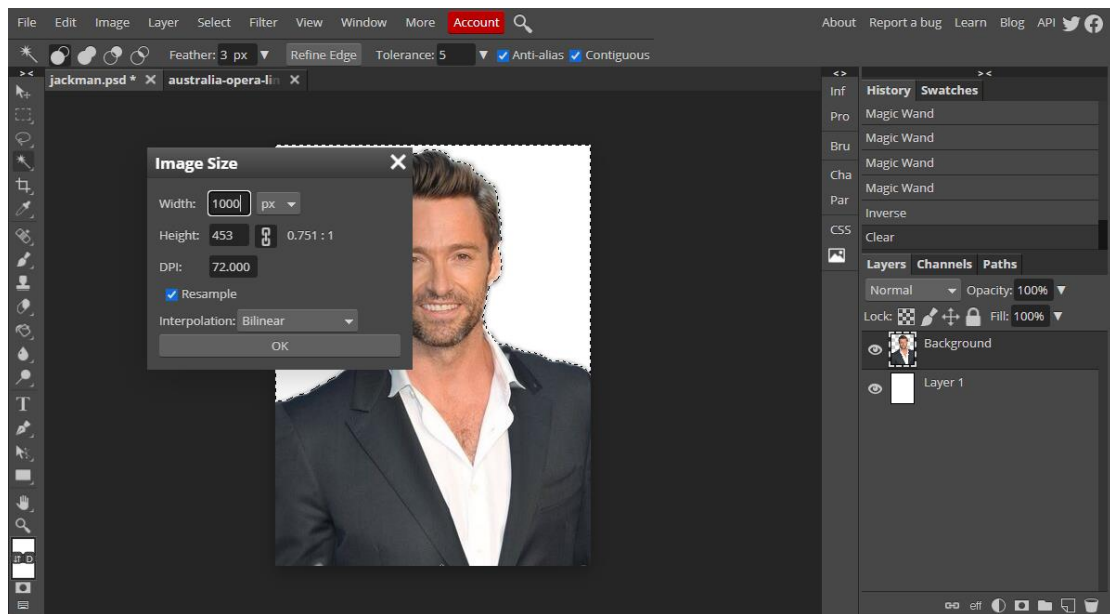 File Edit Image Layer Select Filter View Window More Account About Report a bug Learn Blog API
Feather: 3 px ▼ Refine Edge Tolerance: 5 ▼ Anti-alias Contiguous
> < jackman.psd * X australia-opera-lin X < > > <
Inf
Pro
Bru
Cha
Par
CSS
History Swatches
Magic Wand
Magic Wand
Magic Wand
Magic Wand
Inverse
Clear
Image Size X
Width: 1000 px
Height: 453 0.751 : 1
DPI: 72.000
Resample
Interpolation: Bilinear
OK
Layers Channels Paths
Normal Opacity: 100% ▼
Lock: Fill: 100% ▼
Background
Layer 1
T
D
eff